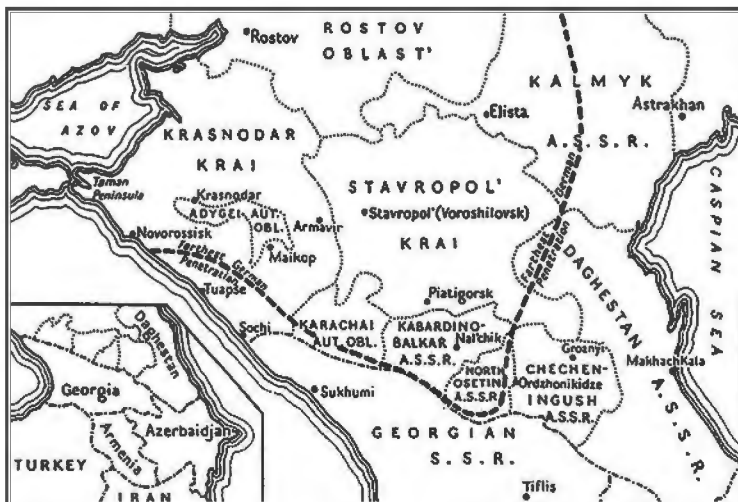 Rostov
ROSTOV
OBLAST'
SEA OF
AZOV
KRASNODAR
KRAI
KALMYK
A.S.S.R.
Elista
Astrakhan
Taman
Peninsula
Krasnodar
ADYGEI AUT.
OBL.
Armavir
Maikop
STAVROPOL'
Stavropol' (Voroshilovsk)
KRAI
Farthest German
Penetration
CASPIAN SEA
Novorossisk
Farthest German
Penetration
Tuapse
Sochi
Sukhumi
KARACHAI
AUT. OBL.
Piatigorsk
KABARDINO-
BALKAR
A.S.S.R.
Nal'chik
NORTH
OSETIN
A.S.S.R.
Groznyi
CHECHEN-
Ordzhonikidze
INGUSH
A.S.S.R.
DAGHESTAN
A.S.S.R.
MakhachKala
GEORGIAN
S.S.R.
Tiflis
Daghestan
Georgia
Armenia
Azerbaidjan
TURKEY
IRAN